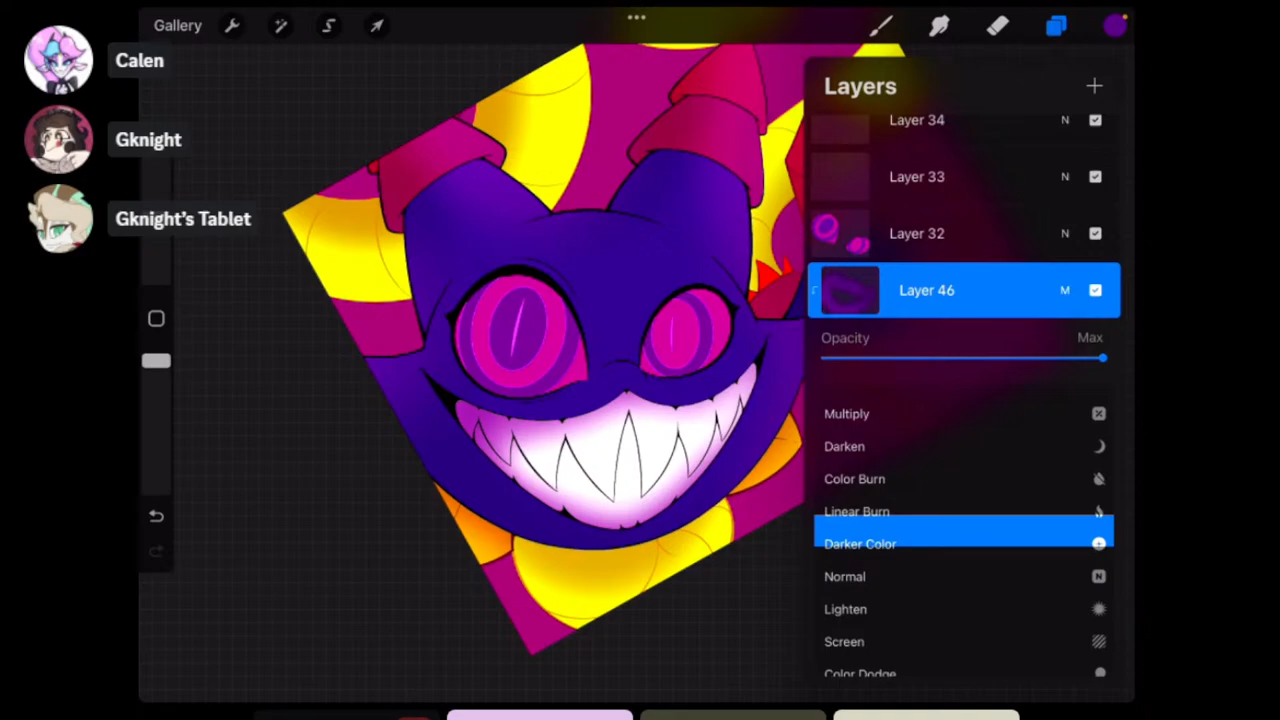 Gallery
Calen
Gknight
Gknight's Tablet
Layers
Layer 34 N
Layer 33 N
Layer 32 N
Layer 46 M
Opacity Max
Multiply
Darken
Color Burn
Linear Burn
Darker Color
Normal N
Lighten
Screen
Color Dodge